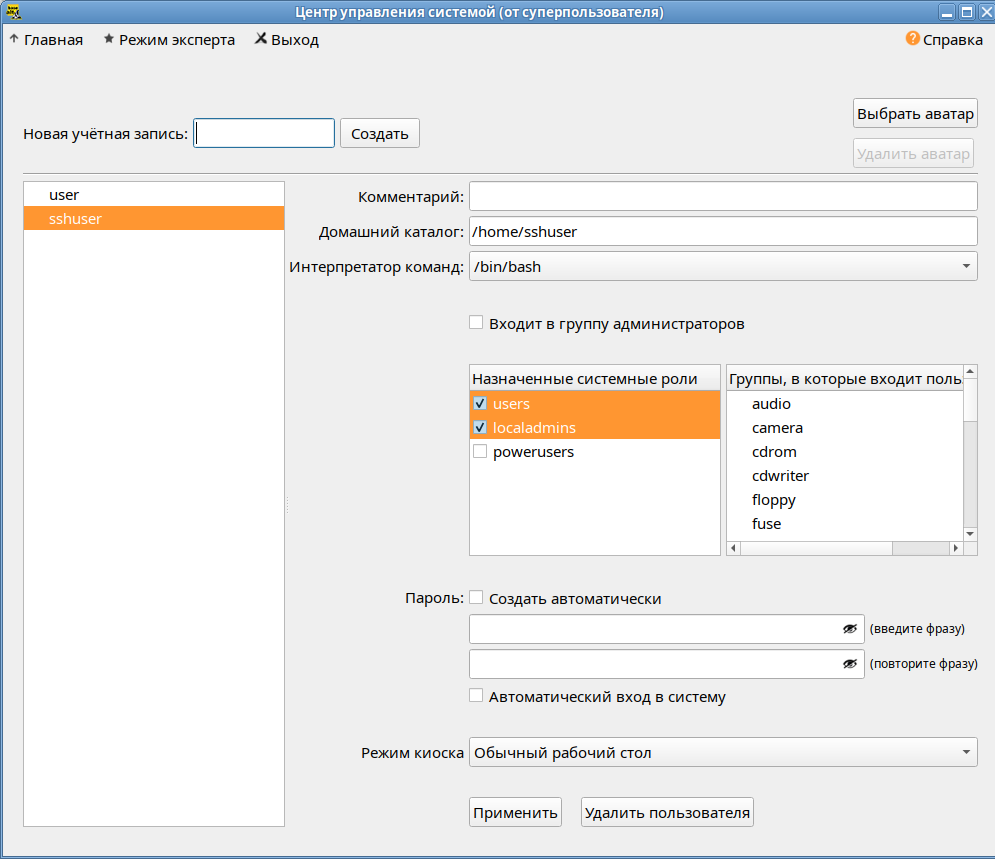 Центр управления системой (от суперпользователя)
Главная Режим эксперта Выход Справка
Выбрать аватар
Новая учётная запись: Создать
Удалить аватар
user
sshuser
Комментарий:
Домашний каталог: /home/sshuser
Интерпретатор команд: /bin/bash
Входит в группу администраторов
Назначенные системные роли
users
localadmins
powerusers
Группы, в которые входит поль
audio
camera
cdrom
cdwriter
floppy
fuse
Пароль: Создать автоматически
(введите фразу)
(повторите фразу)
Автоматический вход в систему
Режим киоска Обычный рабочий стол
Применить Удалить пользователя